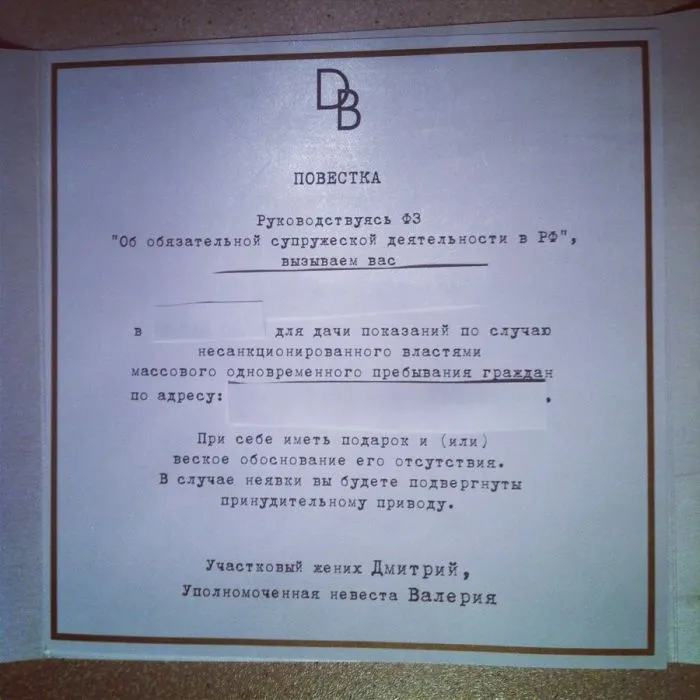 DB
ПОВЕСТКА
Руководствуясь ФЗ
"Об обязательной супружеской деятельности в РФ",
вызываем вас
в для дачи показаний по случаю
несанкционированного властями
массового одновременного пребывания граждан
по адресу: ,
При себе иметь подарок и (или)
веское обоснование его отсутствия.
В случае неявки вы будете подвергнуты
принудительному приводу.
Участковый жених Дмитрий,
Уполномоченная невеста Валерия